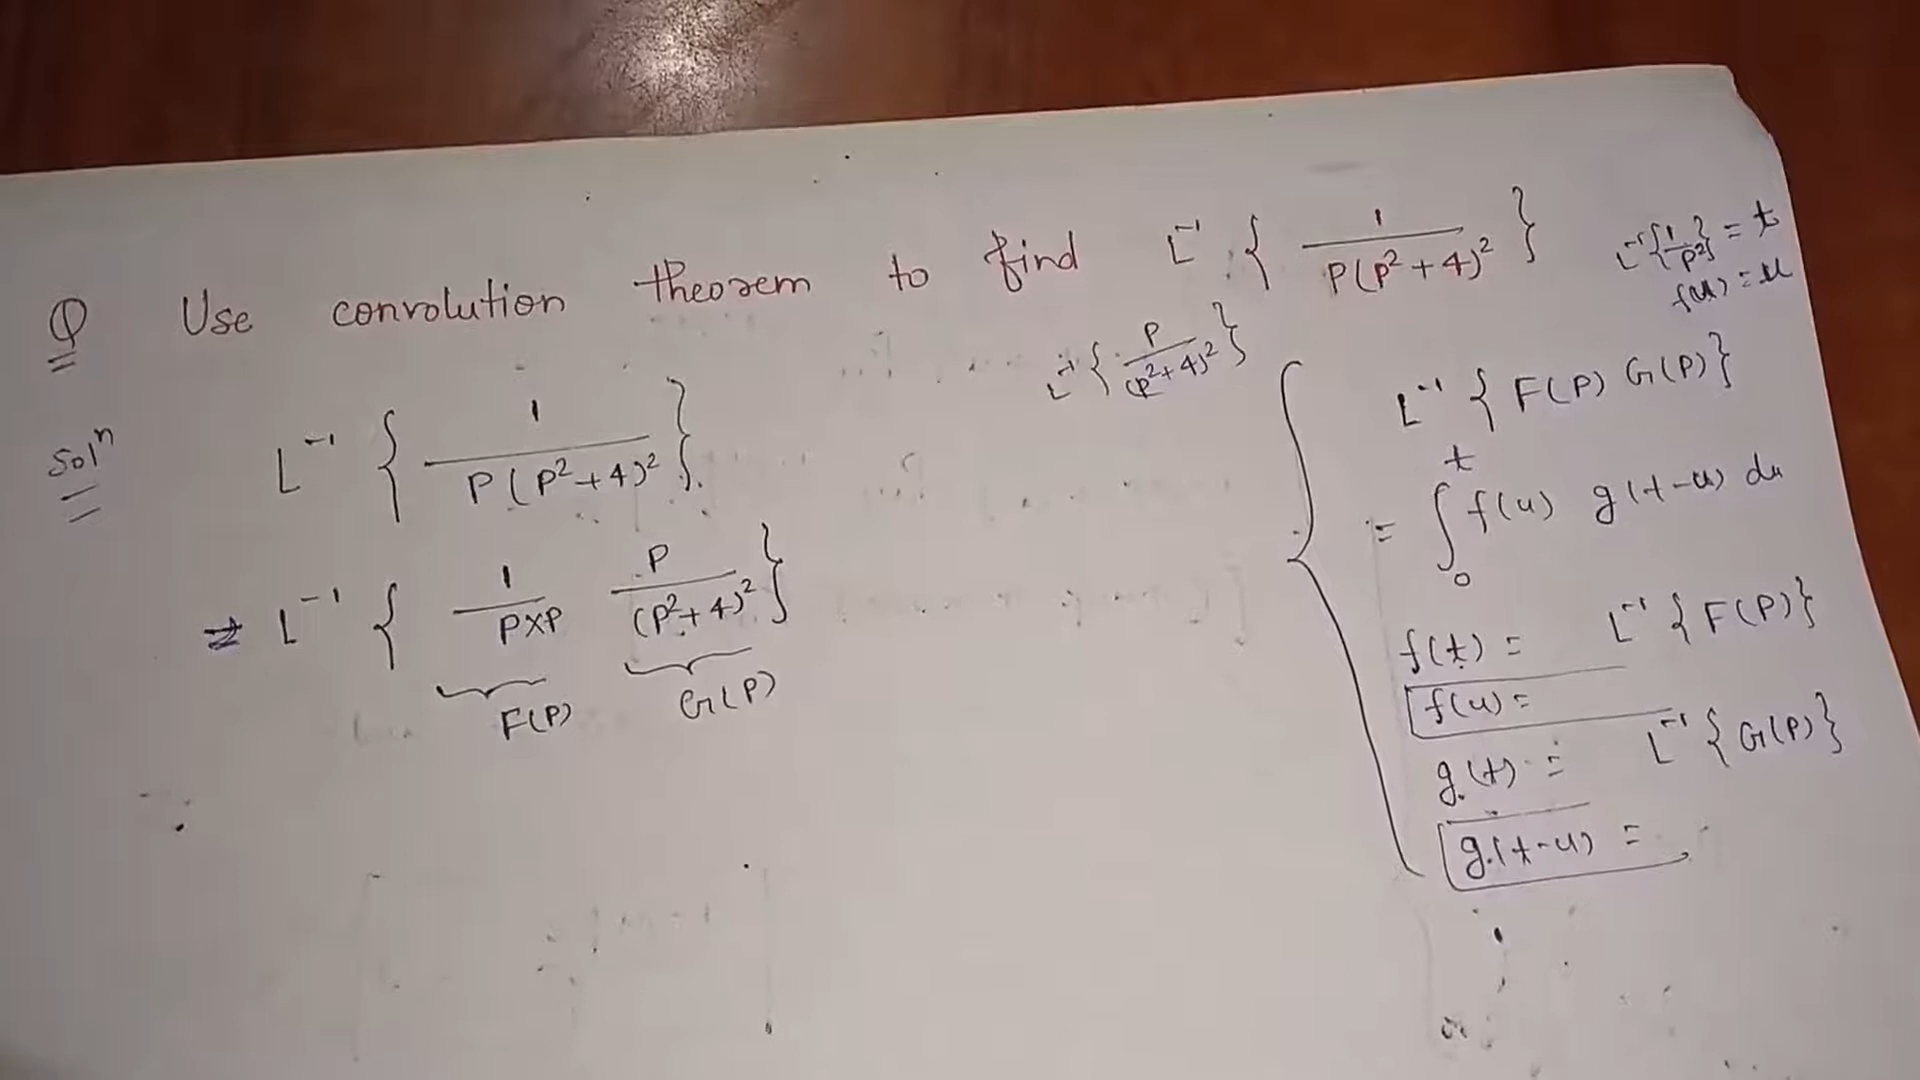 Q Use convolution theorem to find L⁻¹ { 1 / P(P²+4)² }
L⁻¹{1/P²} = t
f(u) = u
L⁻¹ { P / (P²+4)² }
Solⁿ L⁻¹ { 1 / P(P²+4)² }
= L⁻¹ { 1 / P×P P / (P²+4)² }
F(P) G(P)
L⁻¹ { F(P) G(P) }
= ∫₀ᵗ f(u) g(t-u) du
f(t) = L⁻¹ { F(P) }
f(u) =
g(t) = L⁻¹ { G(P) }
g(t-u) =